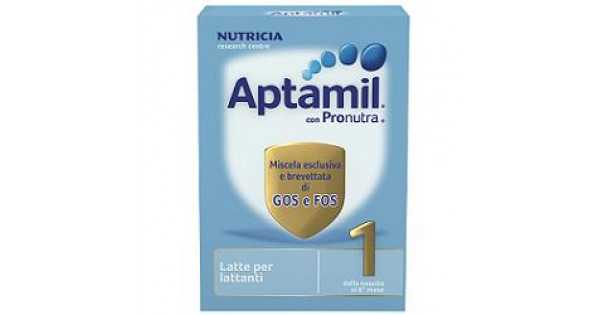 NUTRICIA
research centre
Aptamil®
con Pronutra+
Miscela esclusiva
e brevettata
di
GOS e FOS
Latte per
lattanti
1
dalla nascita
al 6° mese